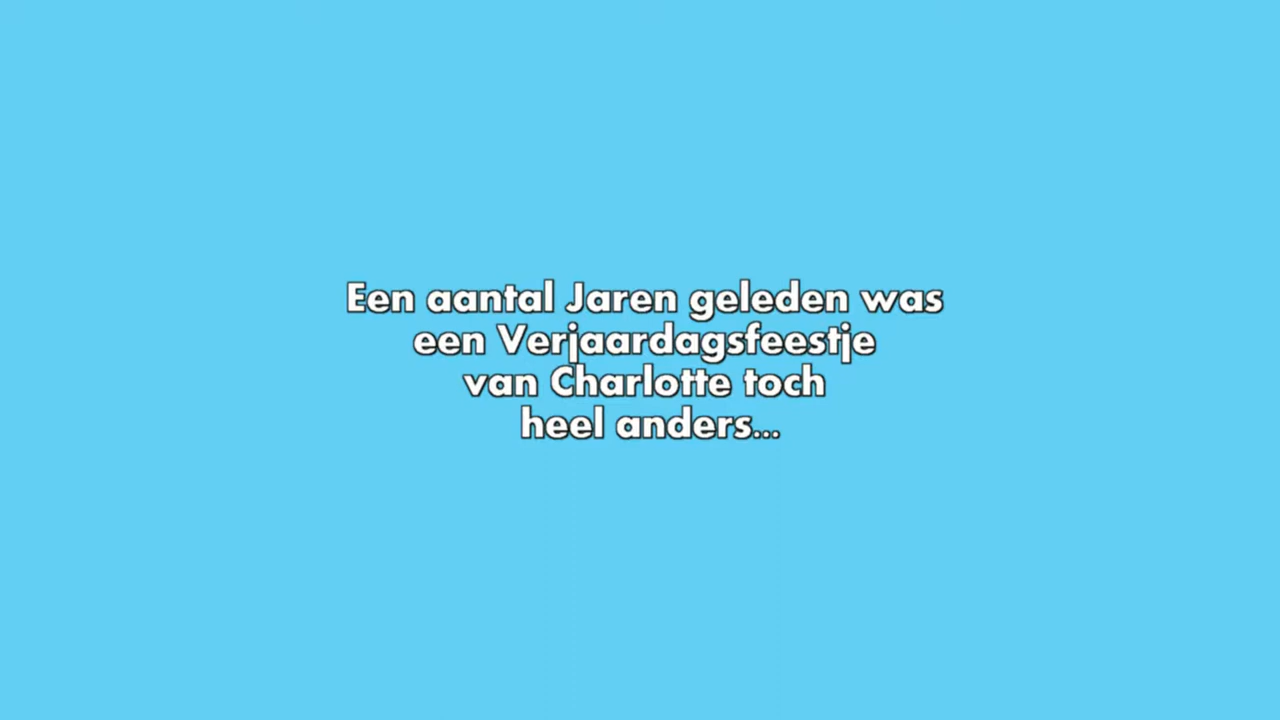 Een aantal Jaren geleden was
een Verjaardagsfeestje
van Charlotte toch
heel anders...